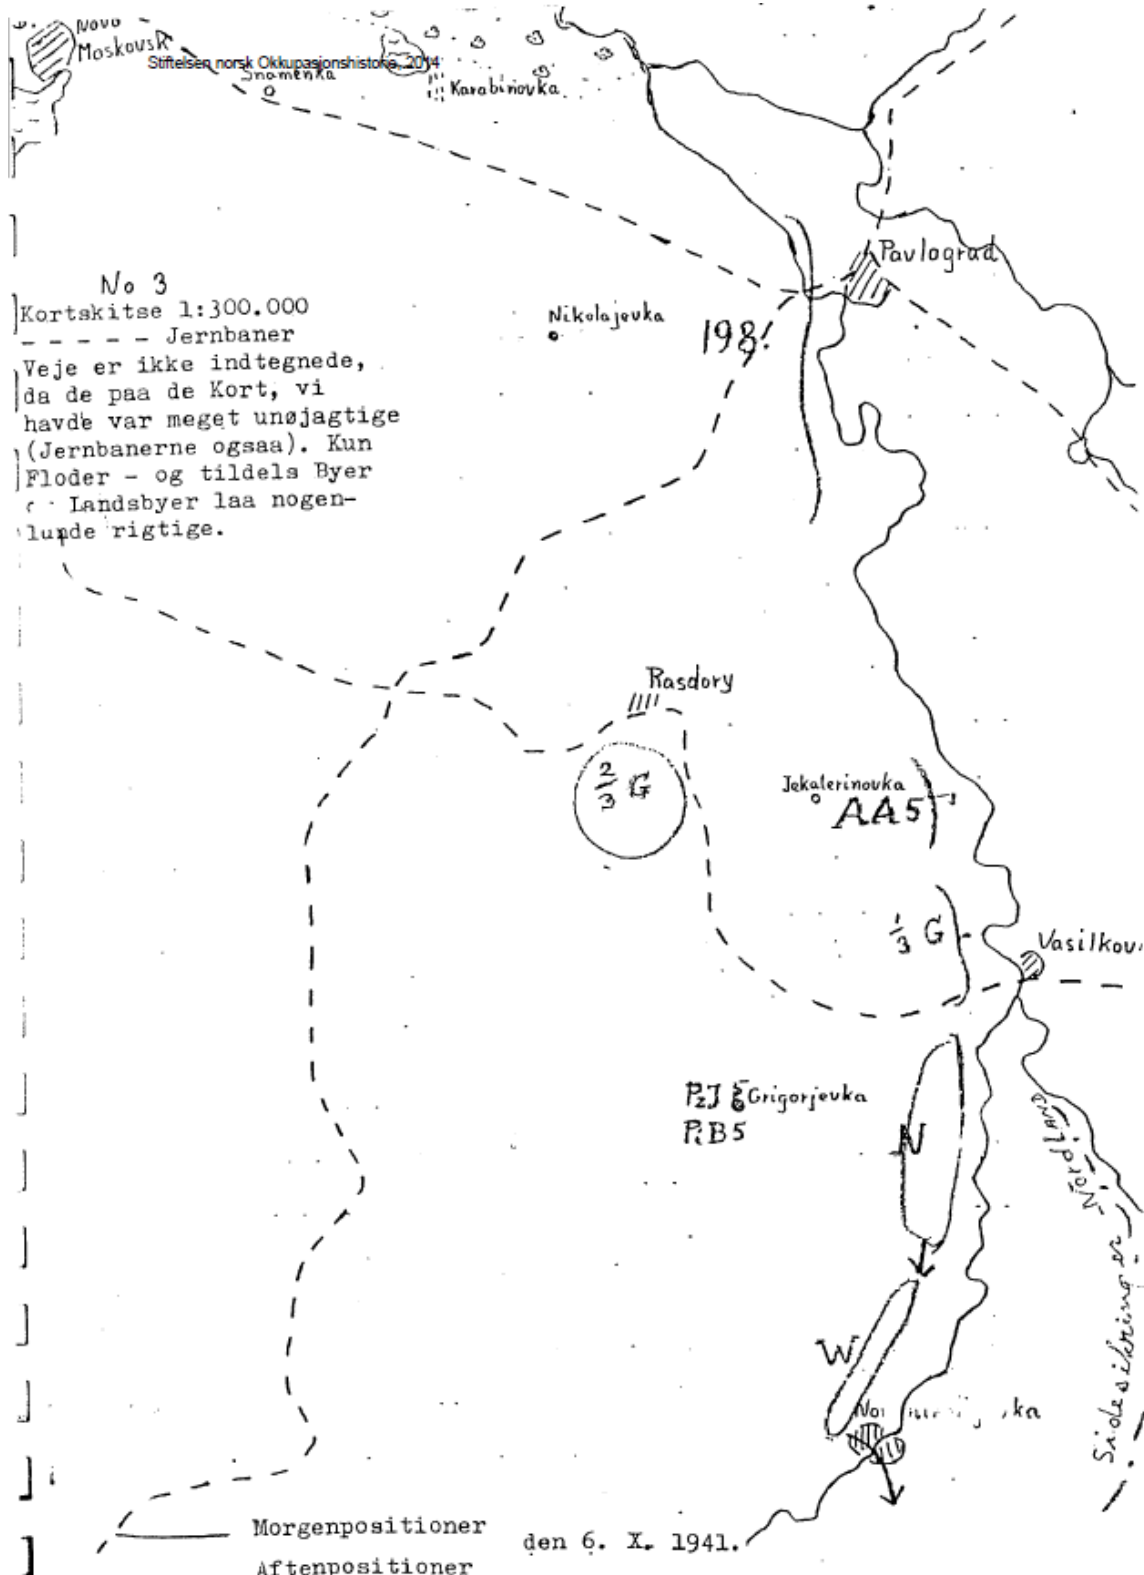 Novo
Moskovsk
Stiftelsen norsk Okkupasjonshistorie, 2014
Snamenka
Karabinovka
Pavlograd
No 3
Kortskitse 1:300.000
- - - - - Jernbaner
Veje er ikke indtegnede,
da de paa de Kort, vi
havde var meget unøjagtige
(Jernbanerne ogsaa). Kun
Floder - og tildels Byer
Landsbyer laa nogen-
lunde rigtige.
Nikolajevka
198.
Rasdory
2/3 G
Jekaterinovka
AA5
1/3 G
Vasilkov
PzJ 5 Grigorjevka
PiB5
N
Nordland
Sidesikring er
W
Morgenpositioner
den 6. X. 1941.
Aftenpositioner